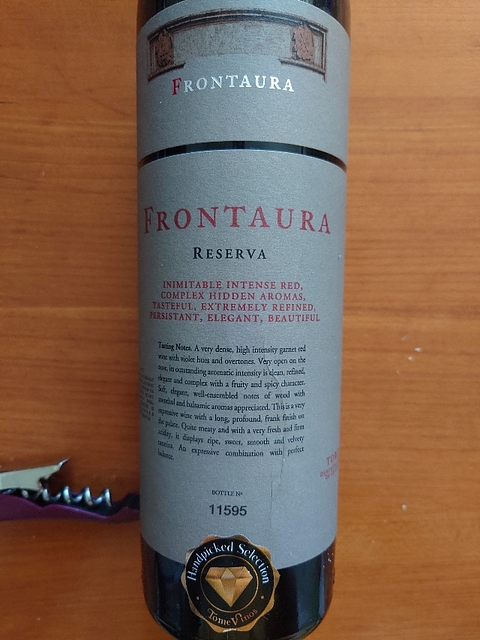 FRONTAURA
FRONTAURA
RESERVA
INIMITABLE INTENSE RED,
COMPLEX HIDDEN AROMAS,
TASTEFUL, EXTREMELY REFINED,
PERSISTANT, ELEGANT, BEAUTIFUL
Tasting Notes. A very dense, high intensity garnet red
wine with violet hues and overtones. Very open on the
nose, its outstanding aromatic intensity is clean, refined,
elegant and complex with a fruity and spicy character.
Soft, elegant, well-ensembled notes of wood with
toasted and balsamic aromas appreciated. This is a very
expressive wine with a long, profound, frank finish on
the palate. Quite meaty and with a very fresh and firm
acidity, it displays ripe, sweet, smooth and velvety
tannins. An expressive combination with perfect
balance.
BOTTLE Nº
11595
Handpicked Selection
TomeVinos